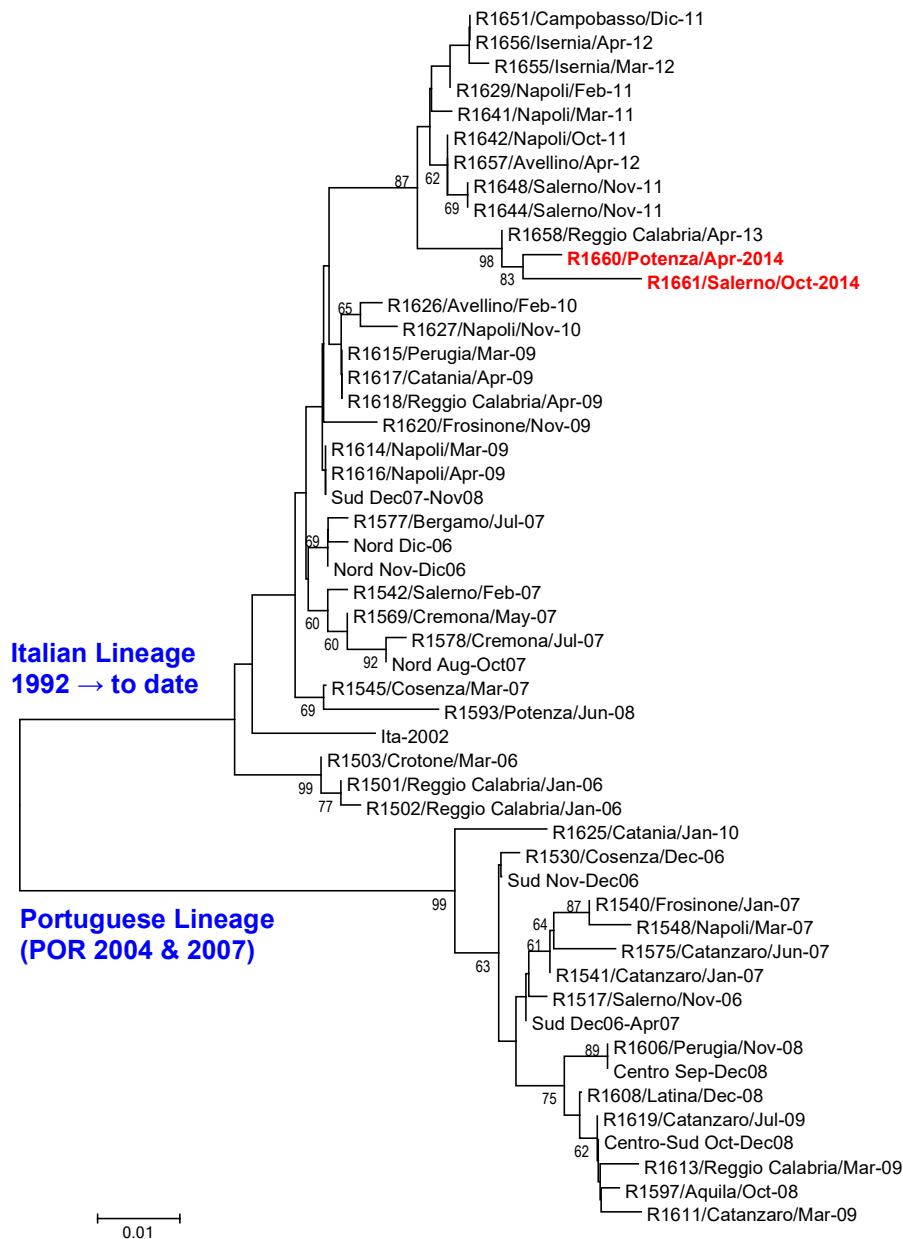 R1651/Campobasso/Dic-11
R1656/Isernia/Apr-12
R1655/Isernia/Mar-12
R1629/Napoli/Feb-11
R1641/Napoli/Mar-11
R1642/Napoli/Oct-11
R1657/Avellino/Apr-12
87
62
R1648/Salerno/Nov-11
69
R1644/Salerno/Nov-11
R1658/Reggio Calabria/Apr-13
98
R1660/Potenza/Apr-2014
83
R1661/Salerno/Oct-2014
65
R1626/Avellino/Feb-10
R1627/Napoli/Nov-10
R1615/Perugia/Mar-09
R1617/Catania/Apr-09
R1618/Reggio Calabria/Apr-09
R1620/Frosinone/Nov-09
R1614/Napoli/Mar-09
R1616/Napoli/Apr-09
Sud Dec07-Nov08
R1577/Bergamo/Jul-07
69
Nord Dic-06
Nord Nov-Dic06
R1542/Salerno/Feb-07
60
R1569/Cremona/May-07
60
R1578/Cremona/Jul-07
92
Nord Aug-Oct07
Italian Lineage
1992 → to date
R1545/Cosenza/Mar-07
69
R1593/Potenza/Jun-08
Ita-2002
R1503/Crotone/Mar-06
99
R1501/Reggio Calabria/Jan-06
77
R1502/Reggio Calabria/Jan-06
R1625/Catania/Jan-10
R1530/Cosenza/Dec-06
Sud Nov-Dec06
99
Portuguese Lineage
(POR 2004 & 2007)
87
R1540/Frosinone/Jan-07
64
R1548/Napoli/Mar-07
61
R1575/Catanzaro/Jun-07
63
R1541/Catanzaro/Jan-07
R1517/Salerno/Nov-06
Sud Dec06-Apr07
89
R1606/Perugia/Nov-08
Centro Sep-Dec08
75
R1608/Latina/Dec-08
R1619/Catanzaro/Jul-09
Centro-Sud Oct-Dec08
62
R1613/Reggio Calabria/Mar-09
R1597/Aquila/Oct-08
R1611/Catanzaro/Mar-09
0.01